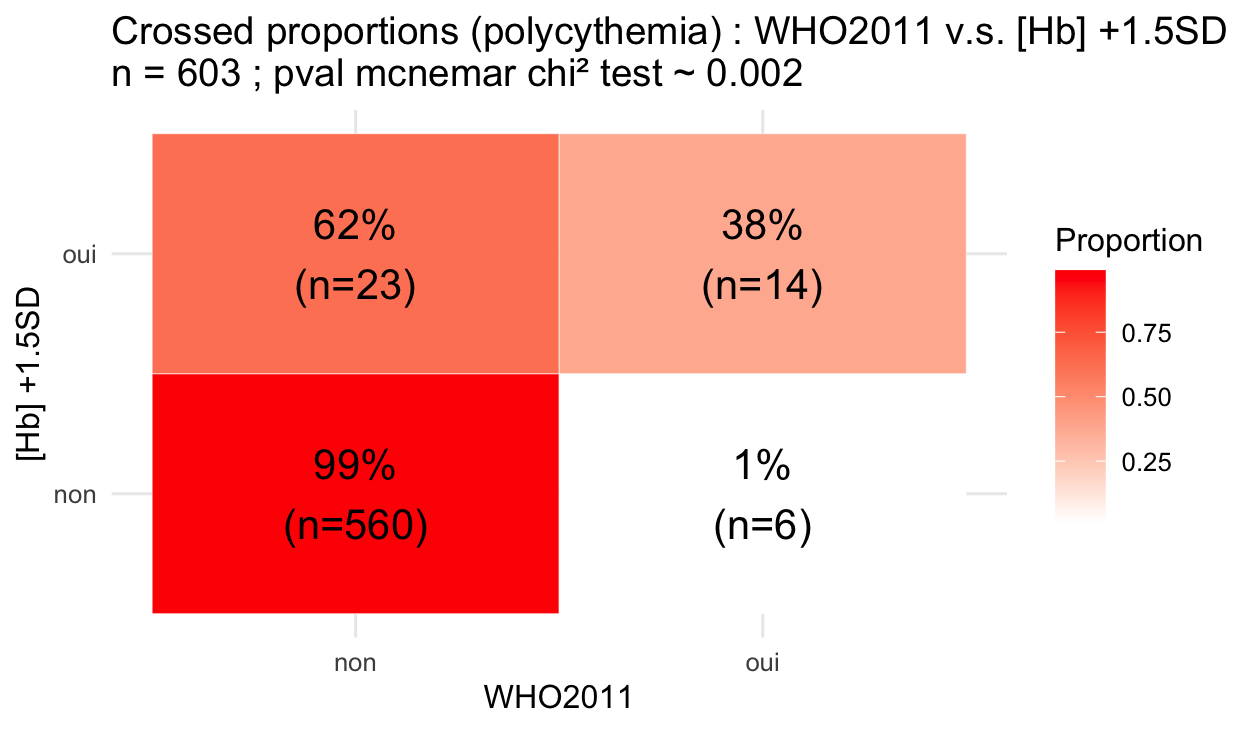 Crossed proportions (polycythemia) : WHO2011 v.s. [Hb] +1.5SD
n = 603 ; pval mcnemar chi² test ~ 0.002
62%
(n=23)
38%
(n=14)
oui
99%
(n=560)
1%
(n=6)
non
[Hb] +1.5SD
non
oui
WHO2011
Proportion
0.75
0.50
0.25